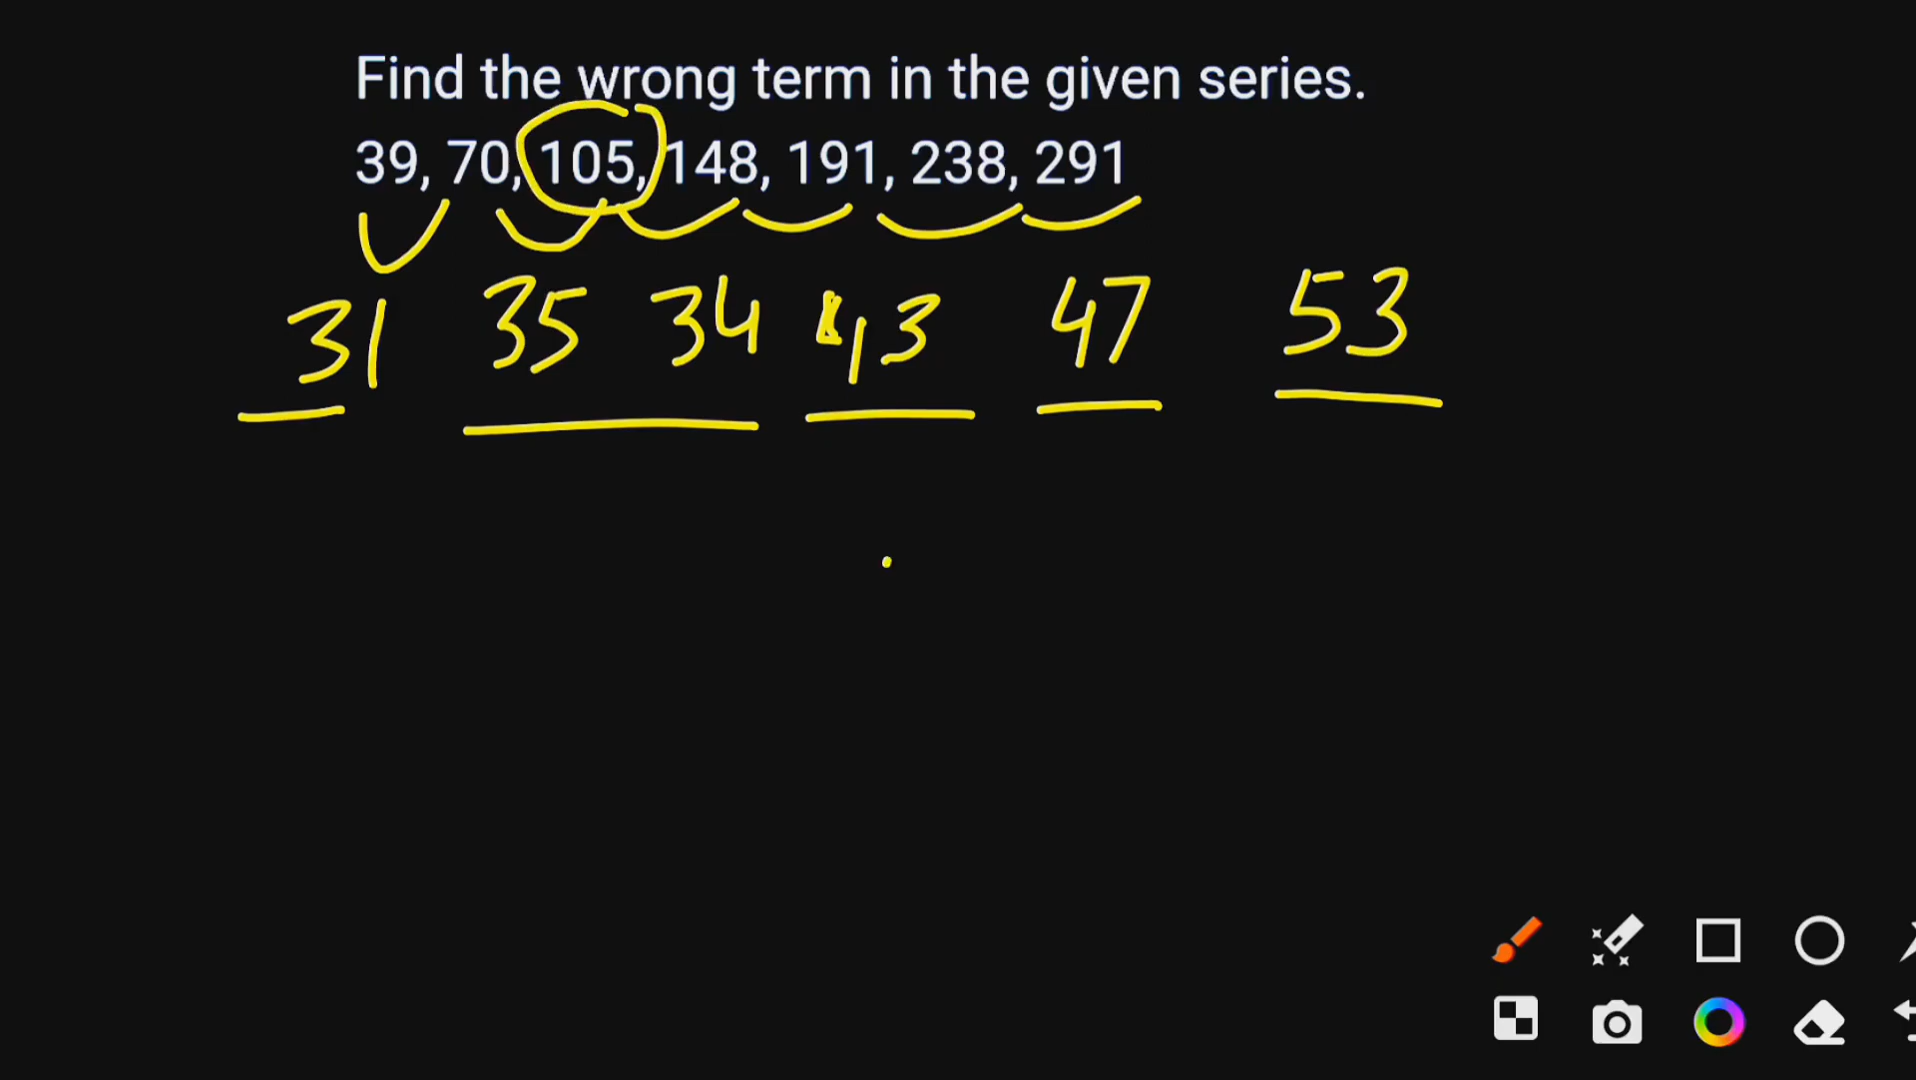 Find the wrong term in the given series.
39, 70, 105, 148, 191, 238, 291
31 35 34 43 47 53